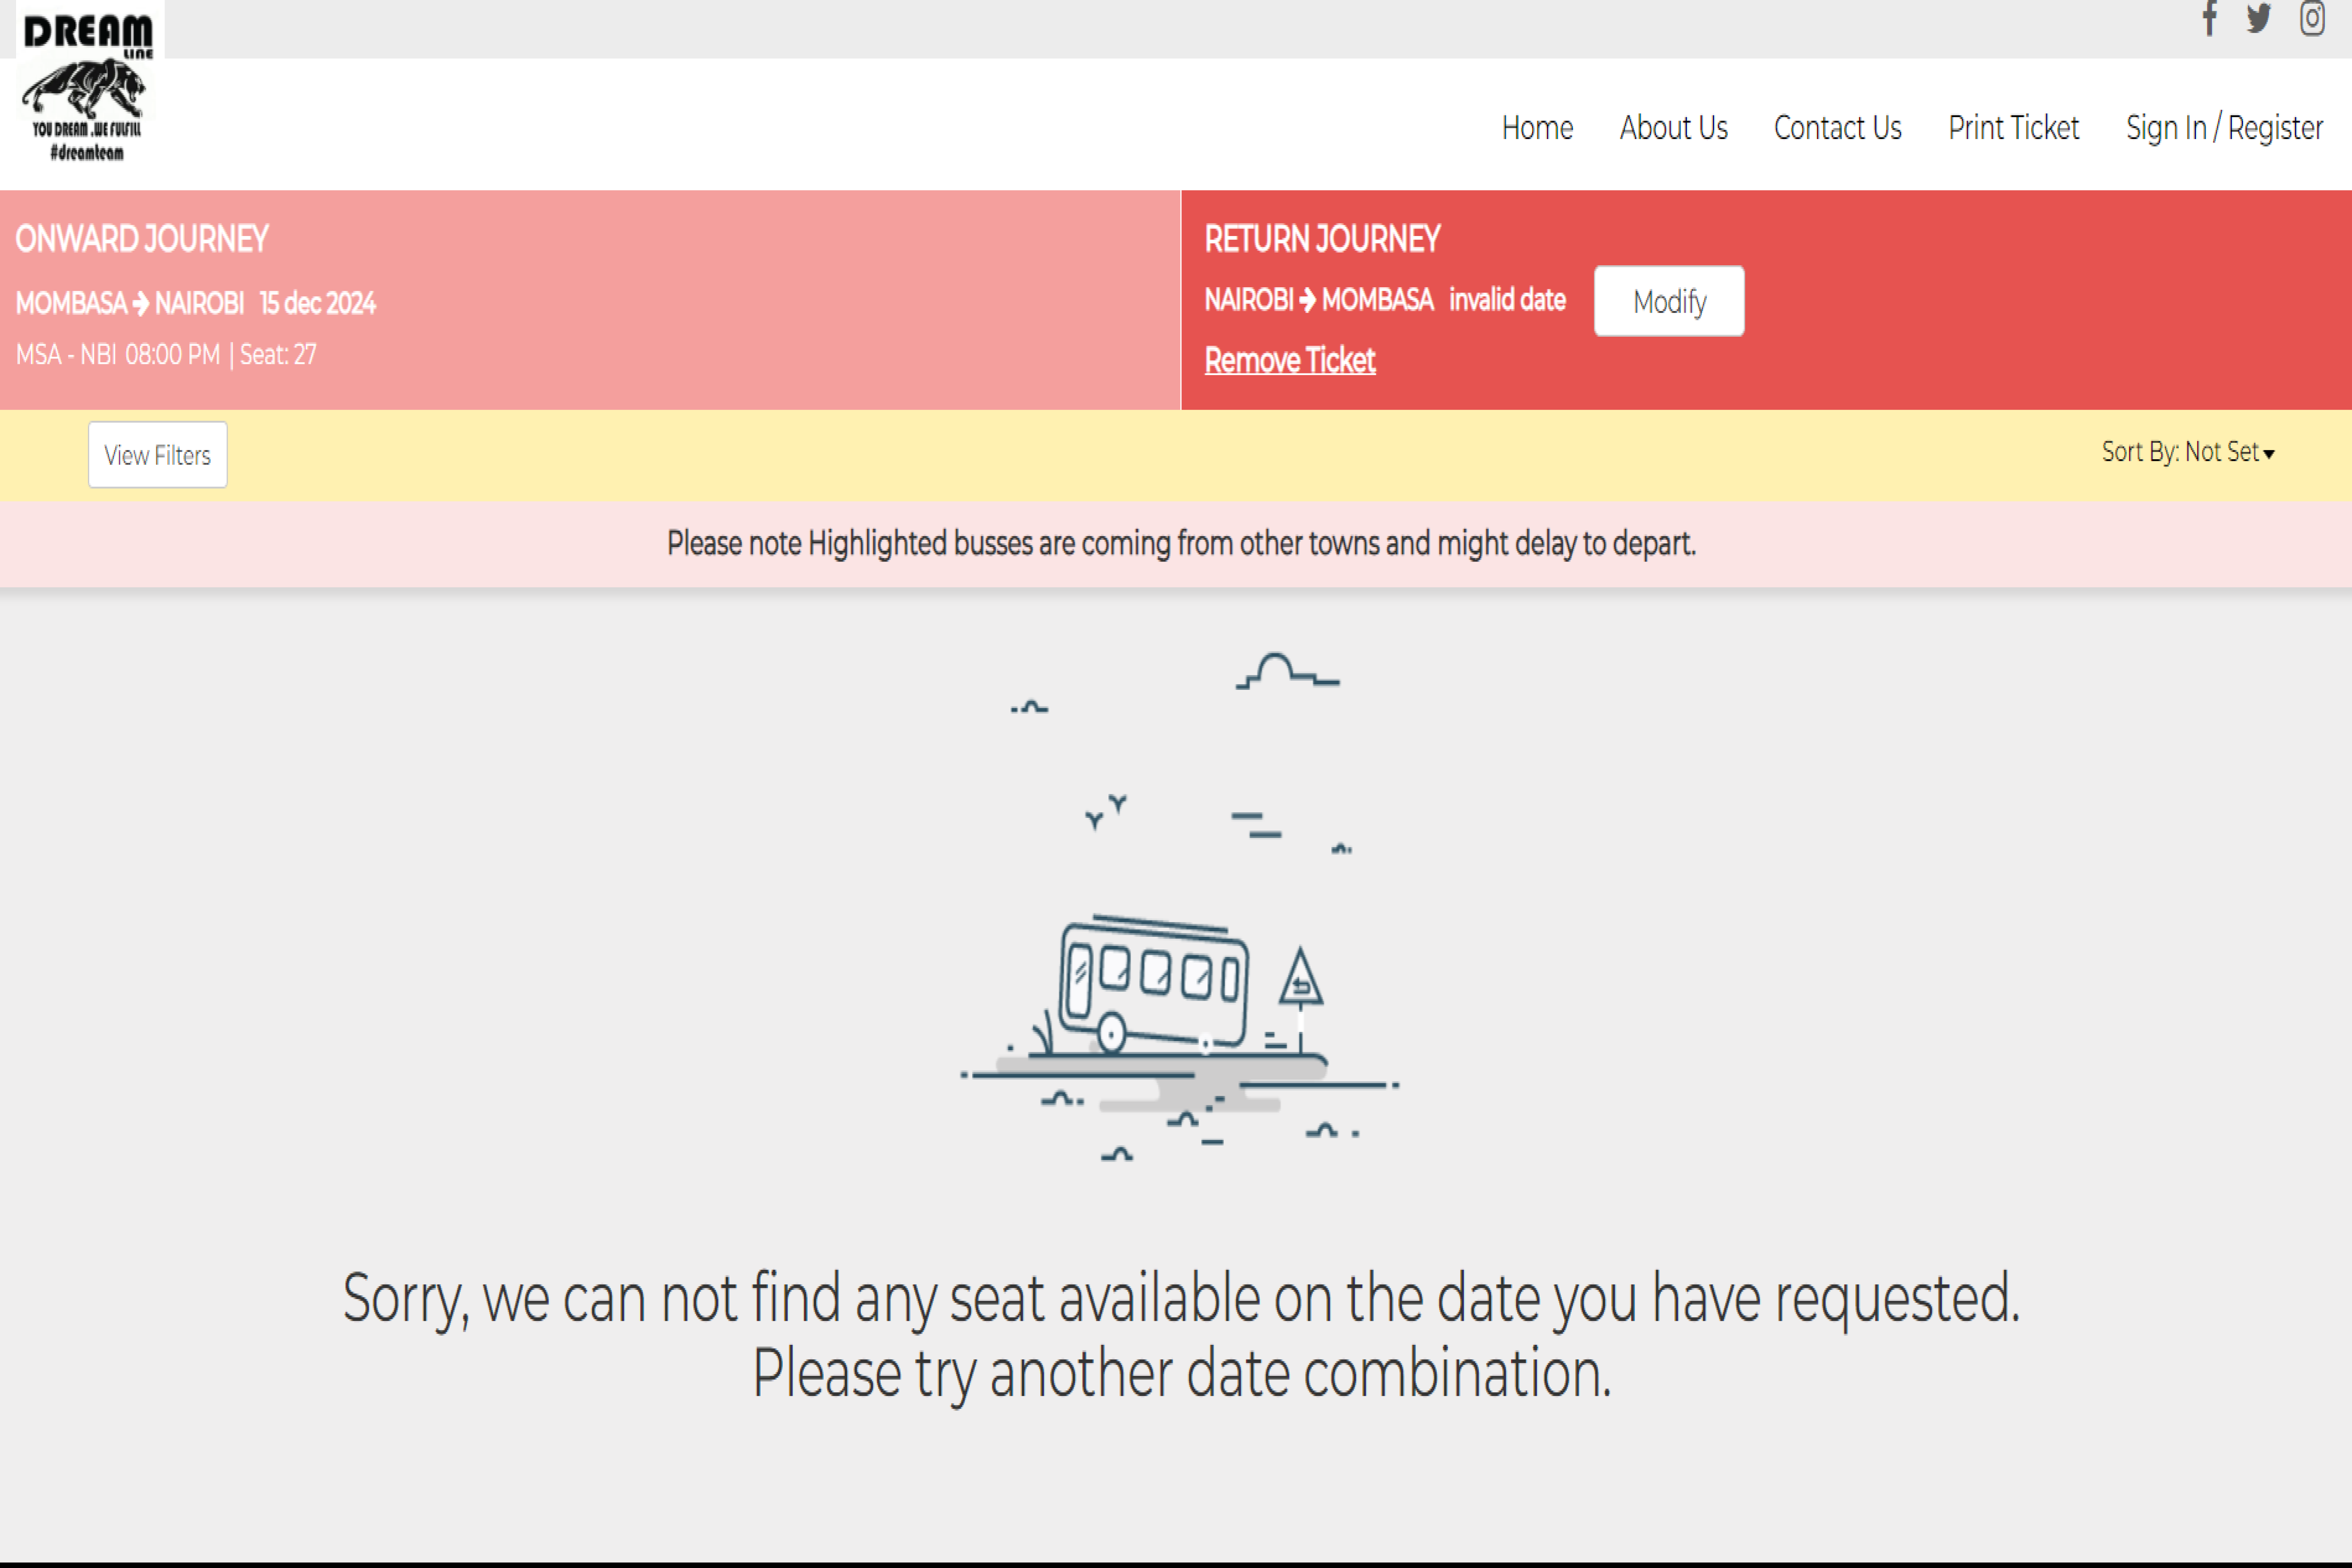 DREAM
LINE
YOU DREAM .WE FULFILL
#dreamteam
Home About Us Contact Us Print Ticket Sign In / Register
ONWARD JOURNEY
MOMBASA → NAIROBI 15 dec 2024
MSA - NBI 08:00 PM | Seat: 27
RETURN JOURNEY
NAIROBI → MOMBASA invalid date Modify
Remove Ticket
View Filters
Sort By: Not Set
Please note Highlighted busses are coming from other towns and might delay to depart.
Sorry, we can not find any seat available on the date you have requested.
Please try another date combination.